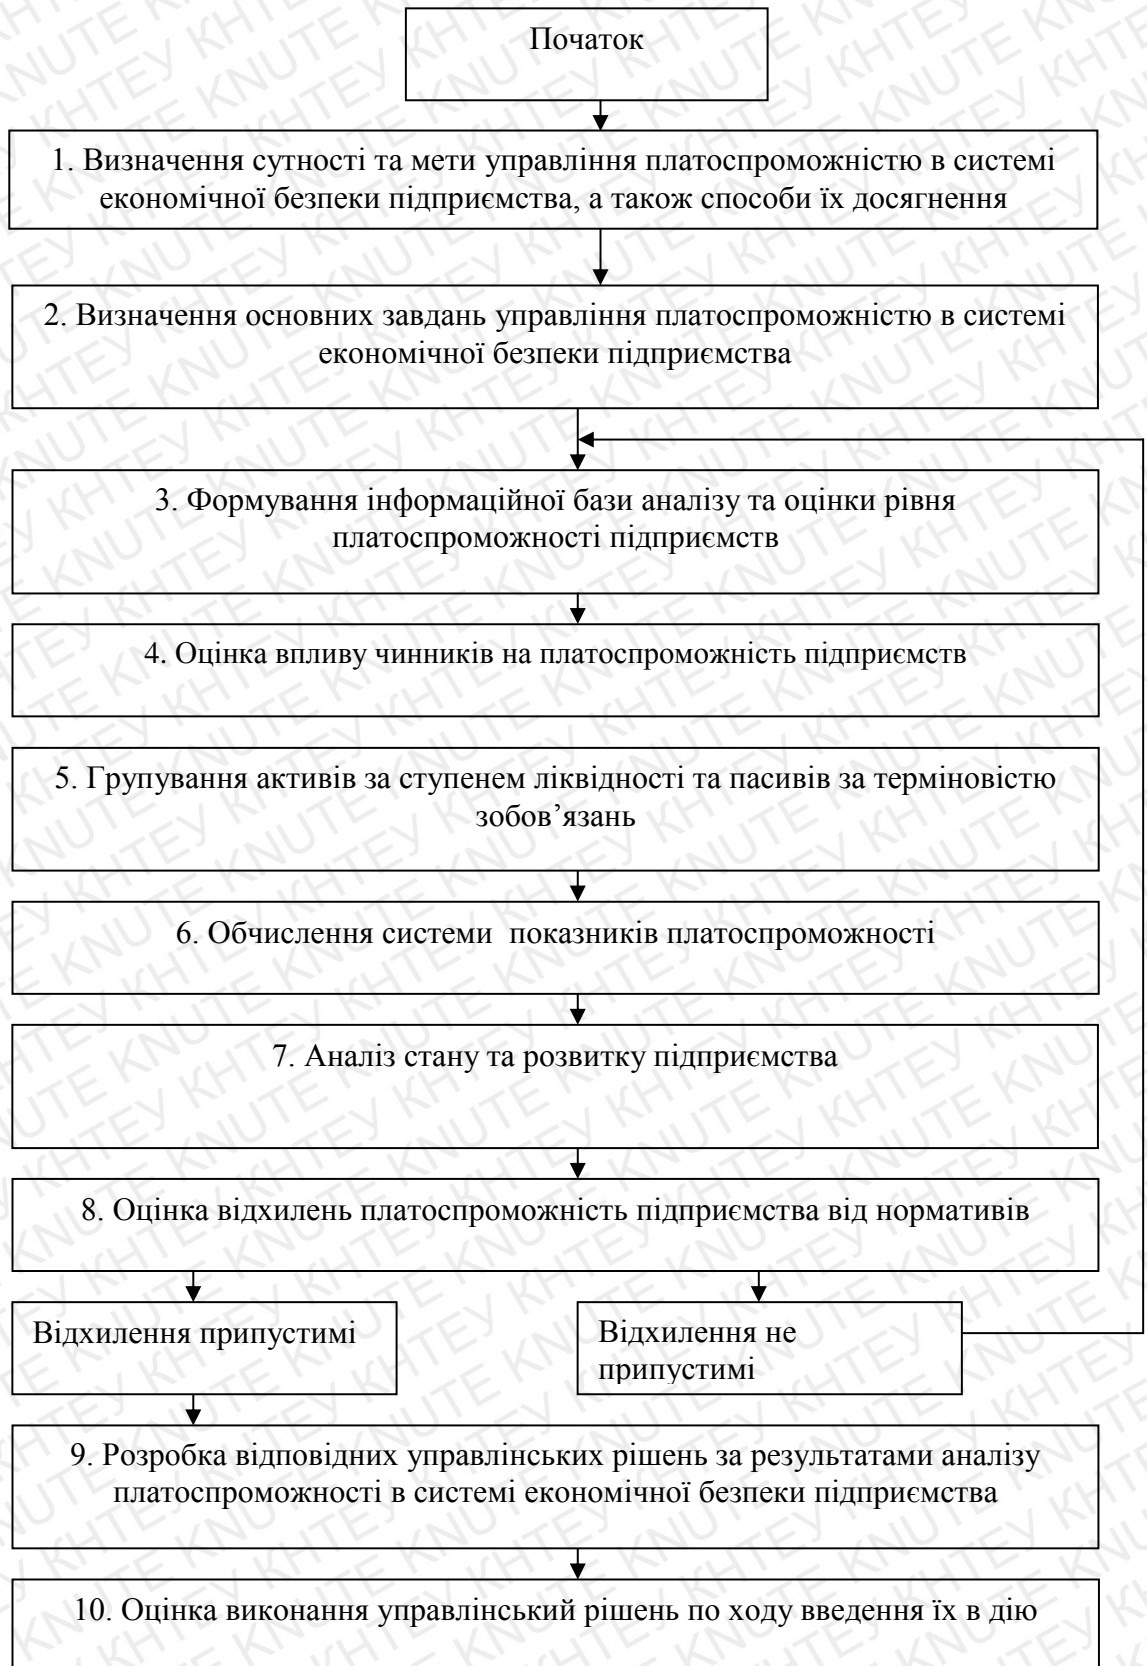 Початок
1. Визначення сутності та мети управління платоспроможністю в системі
економічної безпеки підприємства, а також способи їх досягнення
2. Визначення основних завдань управління платоспроможністю в системі
економічної безпеки підприємства
3. Формування інформаційної бази аналізу та оцінки рівня
платоспроможності підприємств
4. Оцінка впливу чинників на платоспроможність підприємств
5. Групування активів за ступенем ліквідності та пасивів за терміновістю
зобов’язань
6. Обчислення системи показників платоспроможності
7. Аналіз стану та розвитку підприємства
8. Оцінка відхилень платоспроможність підприємства від нормативів
Відхилення припустимі
Відхилення не
припустимі
9. Розробка відповідних управлінських рішень за результатами аналізу
платоспроможності в системі економічної безпеки підприємства
10. Оцінка виконання управлінський рішень по ходу введення їх в дію